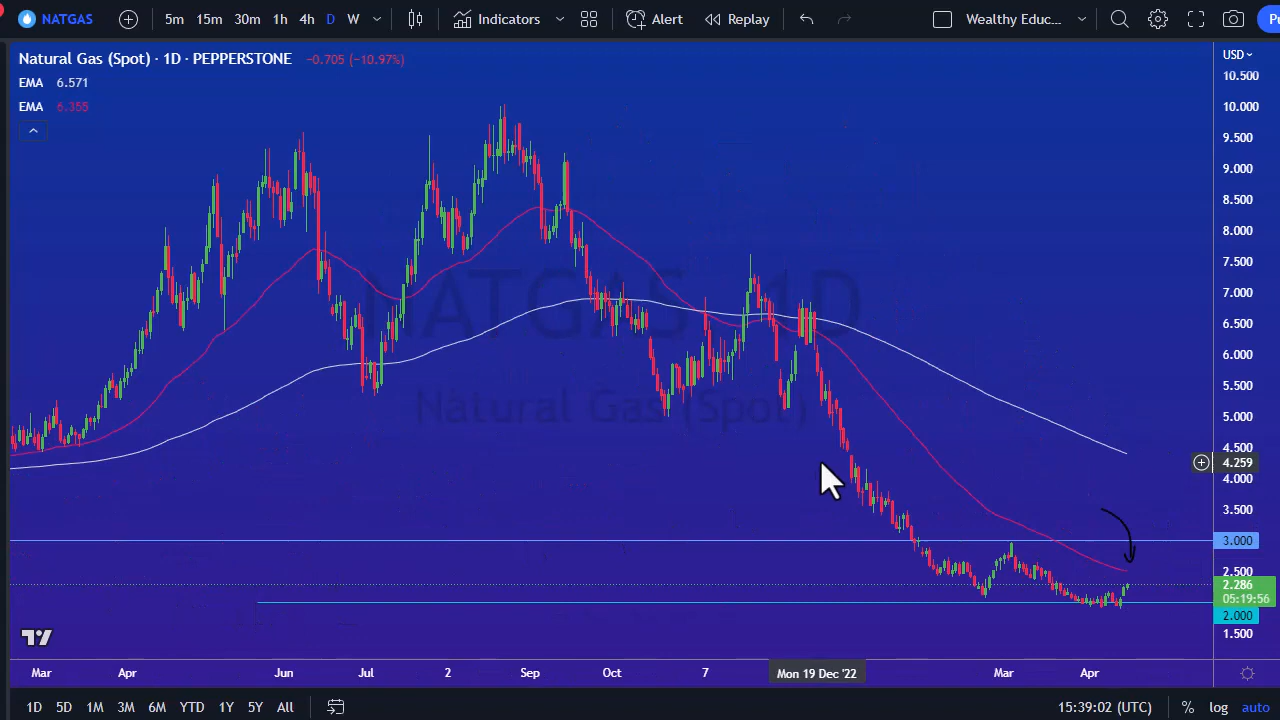 NATGAS 5m 15m 30m 1h 4h D W Indicators Alert Replay Wealthy Educ...
Natural Gas (Spot) · 1D · PEPPERSTONE −0.705 (−10.97%)
EMA 6.571
EMA 6.355
USD
10.500
10.000
9.500
9.000
8.500
8.000
7.500
7.000
6.500
6.000
5.500
5.000
4.500
4.259
4.000
3.500
3.000
2.500
2.286
05:19:56
2.000
1.500
NATGAS, 1D
Natural Gas (Spot)
Mar Apr Jun Jul 2 Sep Oct 7 Mon 19 Dec '22 Mar Apr
1D 5D 1M 3M 6M YTD 1Y 5Y All 15:39:02 (UTC) % log auto